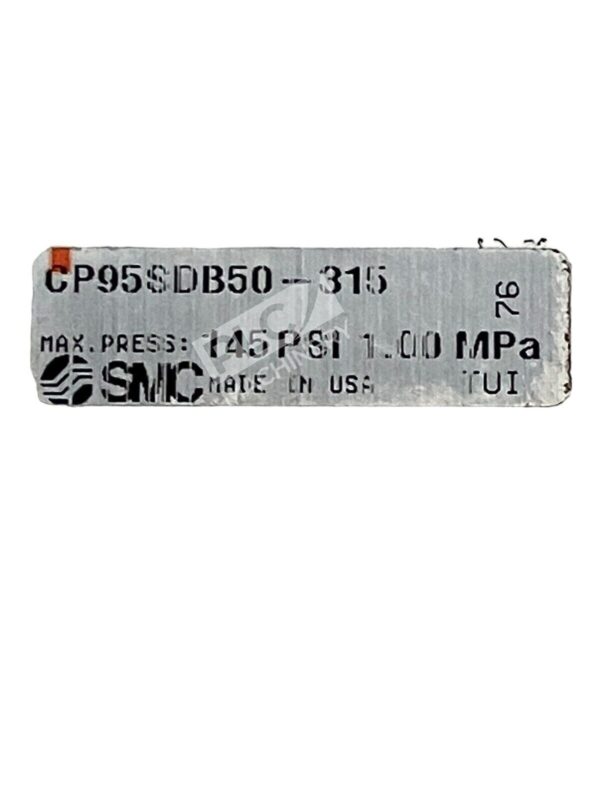 CP95SDB50-315
76
MAX.PRESS: 145 PSI 1.00 MPa
SMC MADE IN USA TUI